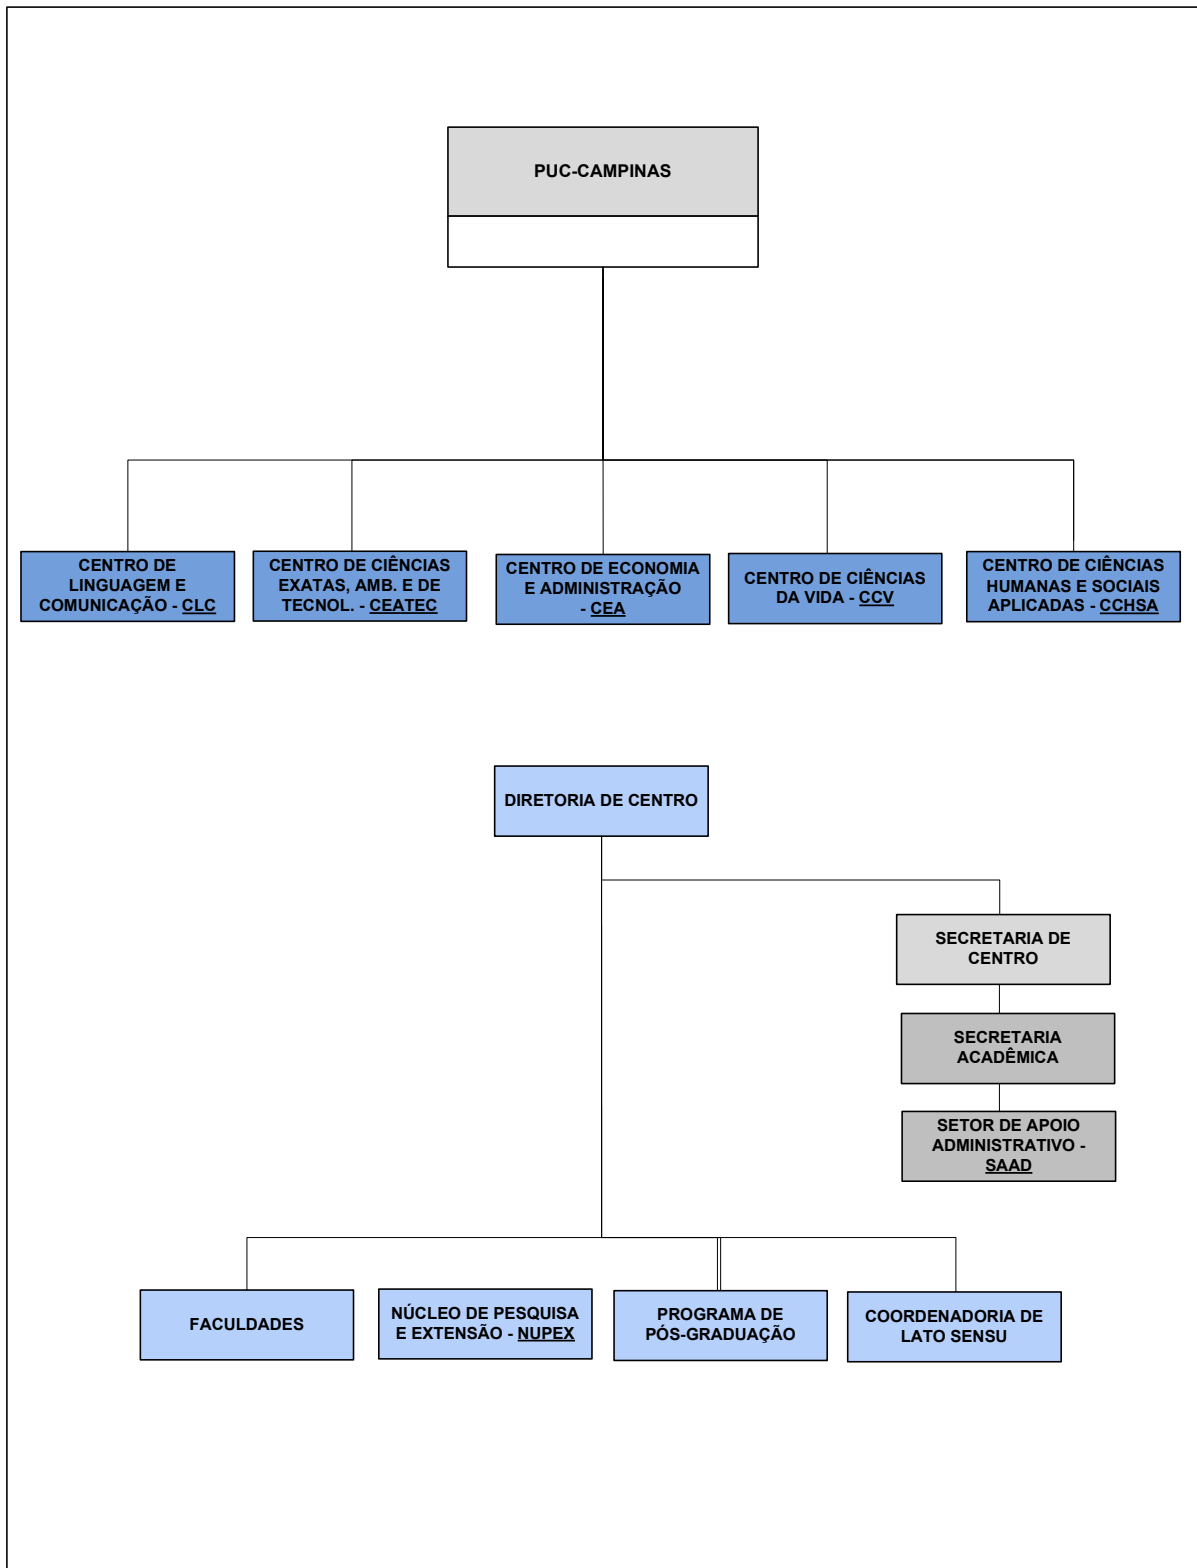 PUC-CAMPINAS
CENTRO DE
LINGUAGEM E
COMUNICAÇÃO - CLC
CENTRO DE CIÊNCIAS
EXATAS, AMB. E DE
TECNOL. - CEATEC
CENTRO DE ECONOMIA
E ADMINISTRAÇÃO
- CEA
CENTRO DE CIÊNCIAS
DA VIDA - CCV
CENTRO DE CIÊNCIAS
HUMANAS E SOCIAIS
APLICADAS - CCHSA
DIRETORIA DE CENTRO
SECRETARIA DE
CENTRO
SECRETARIA
ACADÊMICA
SETOR DE APOIO
ADMINISTRATIVO -
SAAD
FACULDADES
NÚCLEO DE PESQUISA
E EXTENSÃO - NUPEX
PROGRAMA DE
PÓS-GRADUAÇÃO
COORDENADORIA DE
LATO SENSU